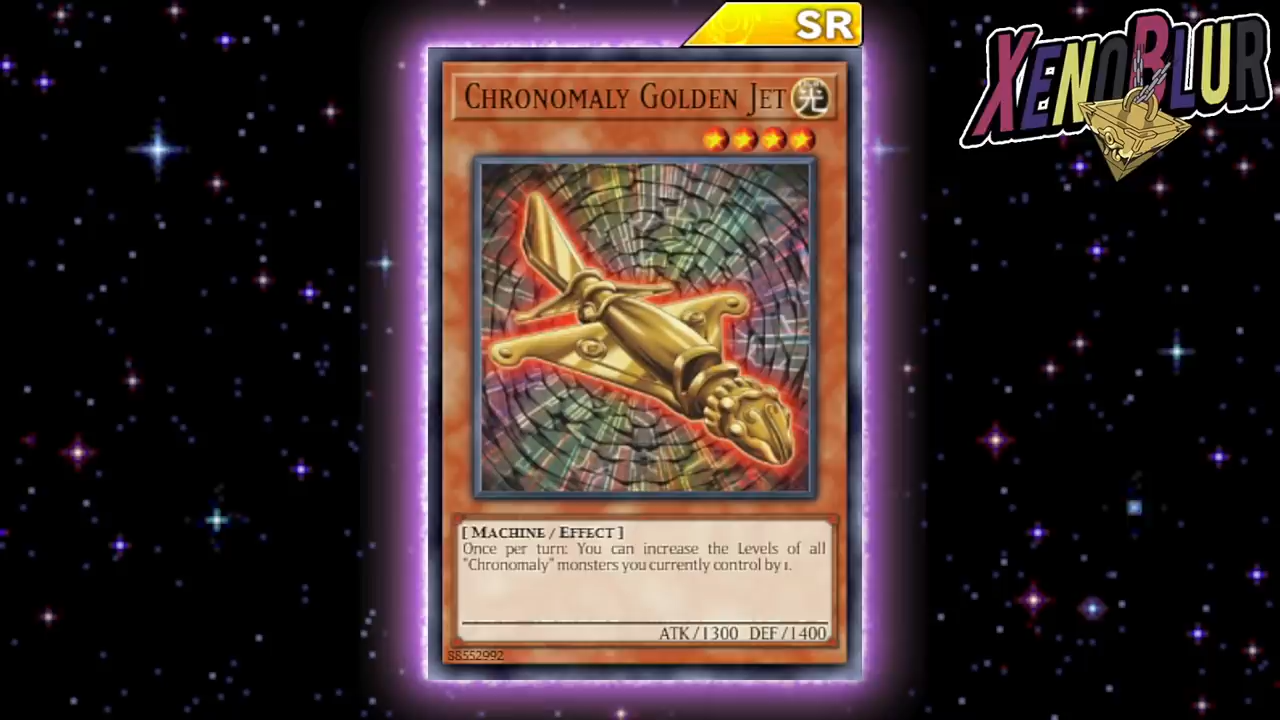 SR
XENOBLUR
CHRONOMALY GOLDEN JET
光
[ MACHINE / EFFECT ]
Once per turn: You can increase the Levels of all
"Chronomaly" monsters you currently control by 1.
ATK / 1300 DEF / 1400
88552992